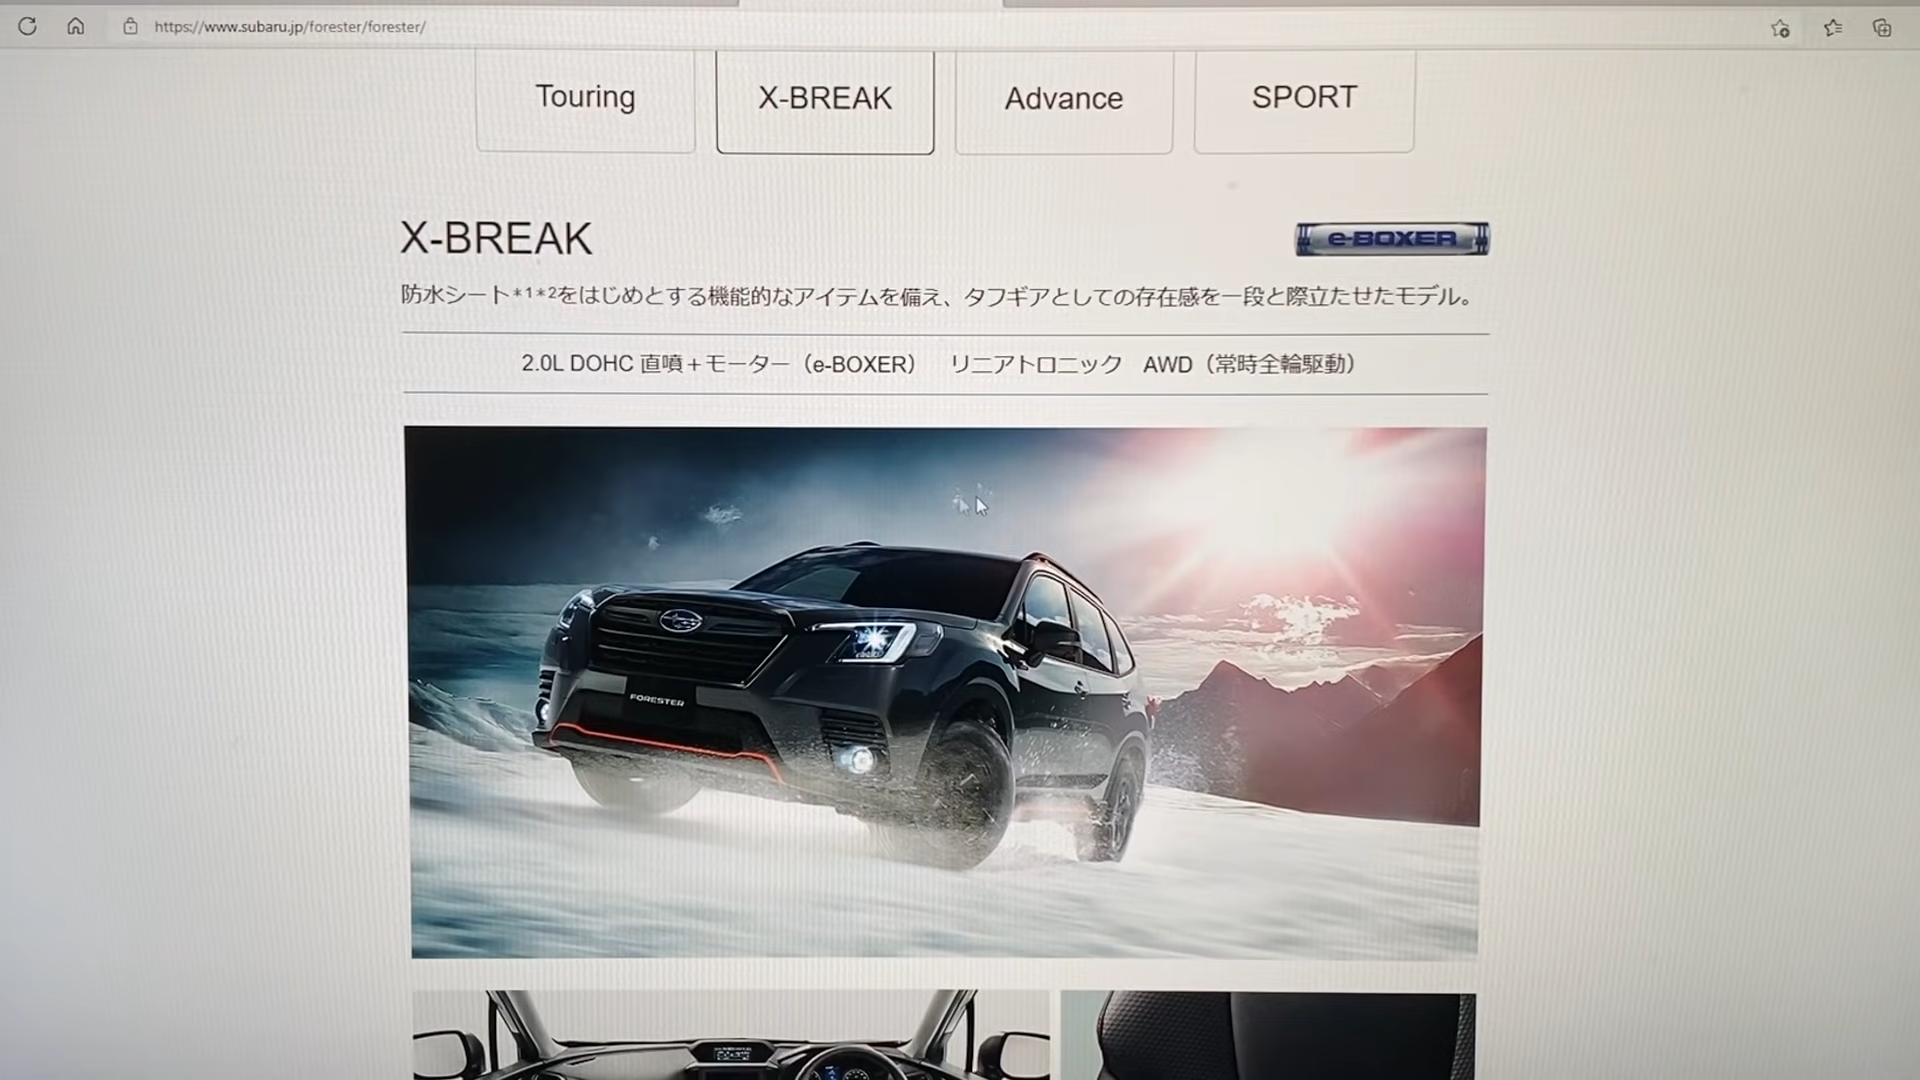 https://www.subaru.jp/forester/forester/
Touring
X-BREAK
Advance
SPORT
X-BREAK
e-BOXER
防水シート*1*2をはじめとする機能的なアイテムを備え、タフギアとしての存在感を一段と際立たせたモデル。
2.0L DOHC 直噴+モーター（e-BOXER） リニアトロニック AWD（常時全輪駆動）
FORESTER